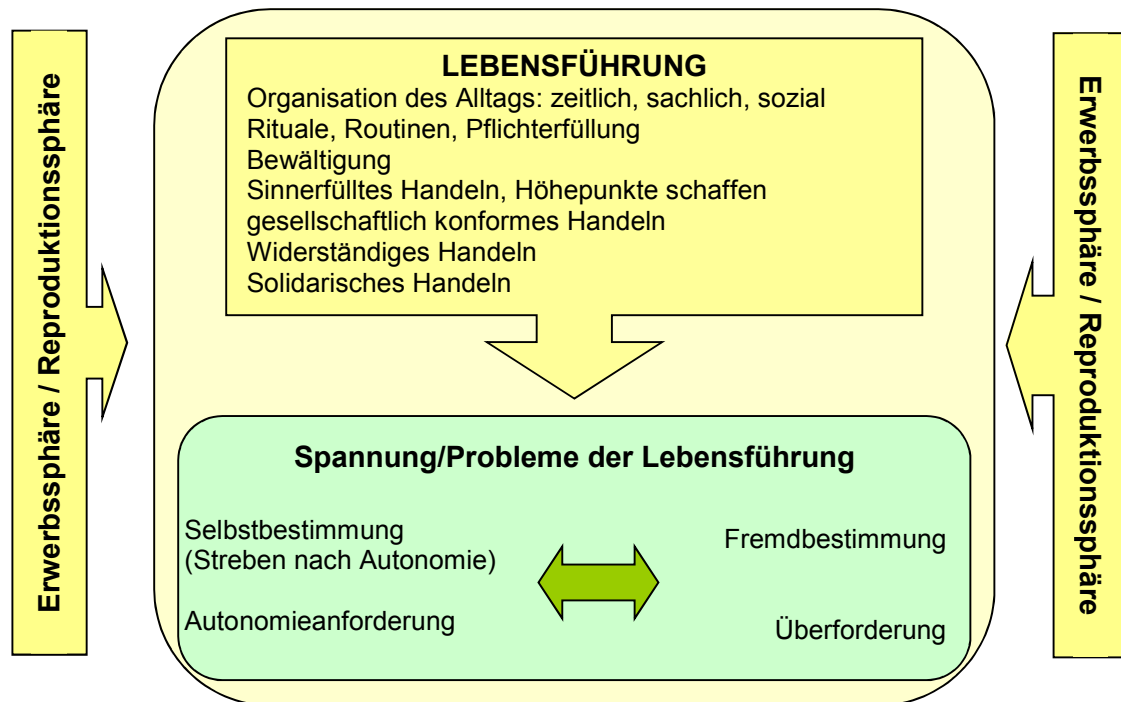 Erwerbssphäre / Reproduktionssphäre
LEBENSFÜHRUNG
Organisation des Alltags: zeitlich, sachlich, sozial
Rituale, Routinen, Pflichterfüllung
Bewältigung
Sinnerfülltes Handeln, Höhepunkte schaffen
gesellschaftlich konformes Handeln
Widerständiges Handeln
Solidarisches Handeln
Spannung/Probleme der Lebensführung
Selbstbestimmung
(Streben nach Autonomie)
Autonomieanforderung
Fremdbestimmung
Überforderung
Erwerbssphäre / Reproduktionssphäre